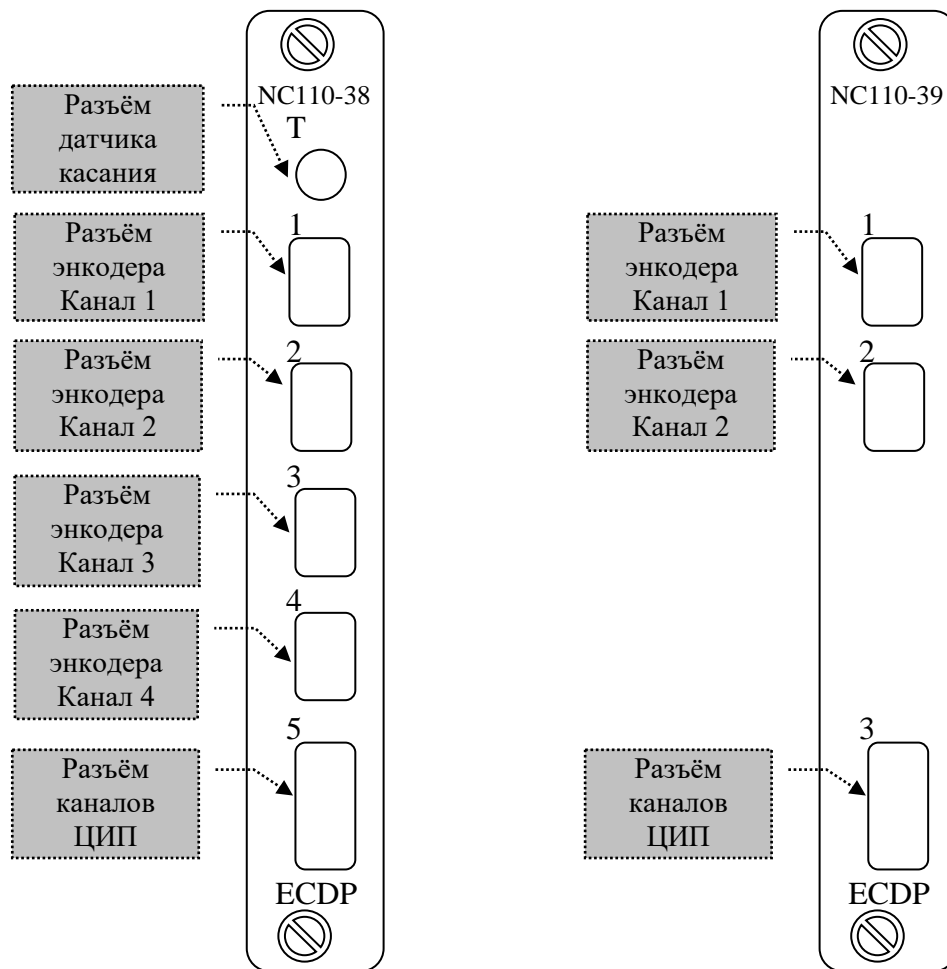 NC110-38
T
Разъём
датчика
касания
1
Разъём
энкодера
Канал 1
2
Разъём
энкодера
Канал 2
3
Разъём
энкодера
Канал 3
4
Разъём
энкодера
Канал 4
5
Разъём
каналов
ЦИП
ECDP
NC110-39
1
Разъём
энкодера
Канал 1
2
Разъём
энкодера
Канал 2
3
Разъём
каналов
ЦИП
ECDP